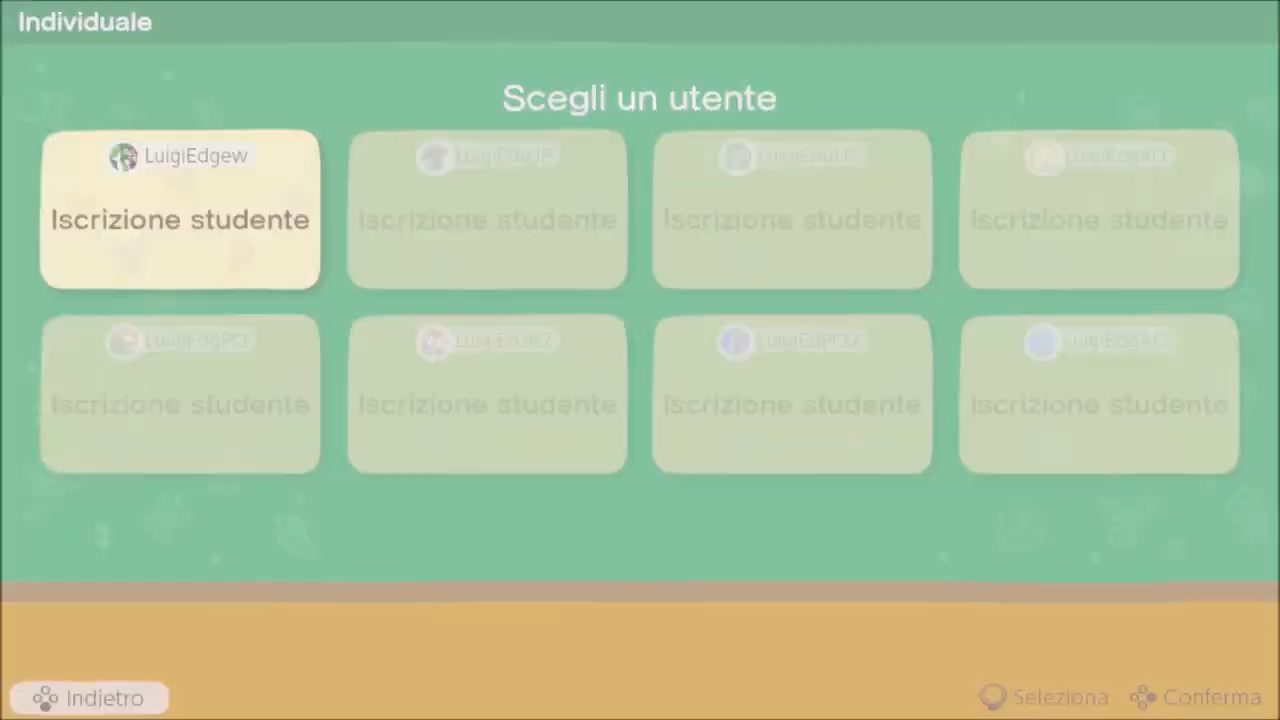 Individuale
Scegli un utente
LuigiEdgew
Iscrizione studente
Iscrizione studente
Iscrizione studente
Iscrizione studente
Iscrizione studente
Iscrizione studente
Iscrizione studente
Iscrizione studente
Indietro
Seleziona
Conferma